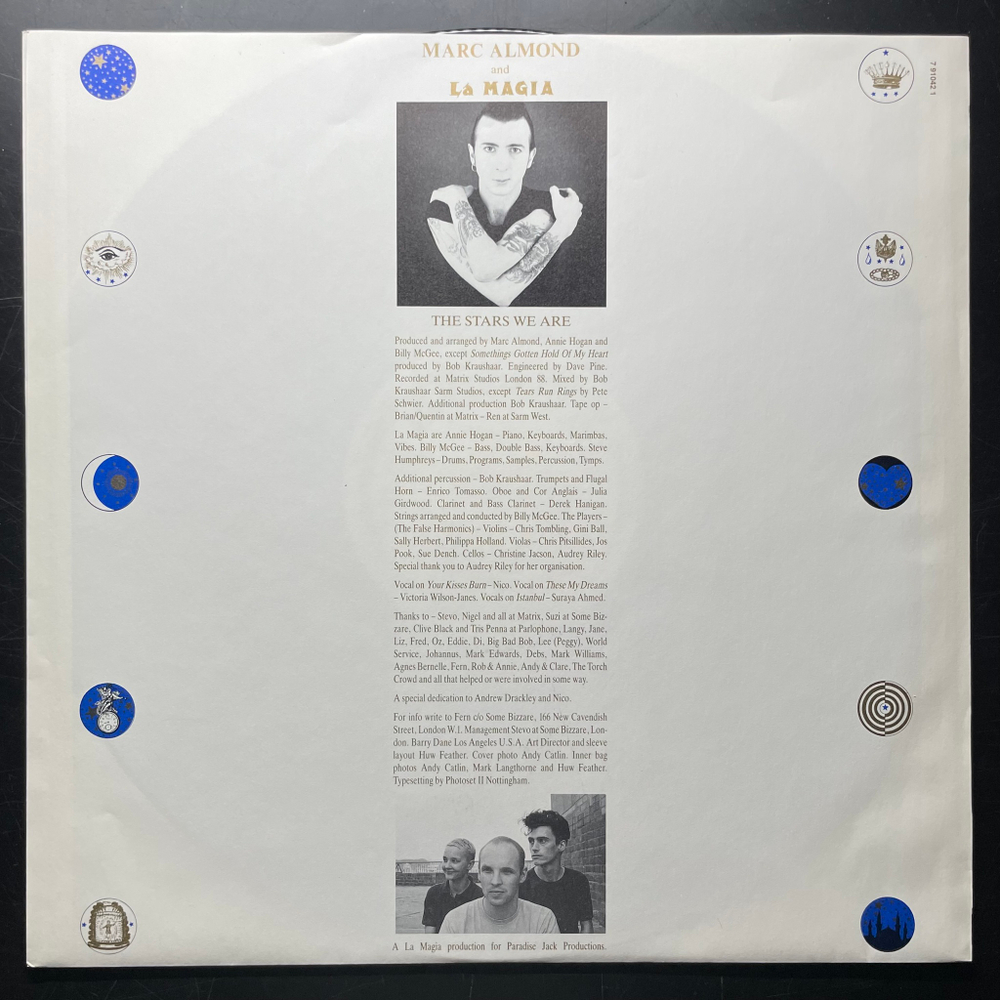 MARC ALMOND
and
La MAGIA
7 91042 1
THE STARS WE ARE
Produced and arranged by Marc Almond, Annie Hogan and
Billy McGee, except Somethings Gotten Hold Of My Heart
produced by Bob Kraushaar. Engineered by Dave Pine.
Recorded at Matrix Studios London 88. Mixed by Bob
Kraushaar Sarm Studios, except Tears Run Rings by Pete
Schwier. Additional production Bob Kraushaar. Tape op –
Brian/Quentin at Matrix – Ren at Sarm West.
La Magia are Annie Hogan – Piano, Keyboards, Marimbas,
Vibes. Billy McGee – Bass, Double Bass, Keyboards. Steve
Humphreys – Drums, Programs, Samples, Percussion, Tymps.
Additional percussion – Bob Kraushaar. Trumpets and Flugal
Horn – Enrico Tomasso. Oboe and Cor Anglais – Julia
Girdwood. Clarinet and Bass Clarinet – Derek Hanigan.
Strings arranged and conducted by Billy McGee. The Players –
(The False Harmonics) – Violins – Chris Tombling, Gini Ball,
Sally Herbert, Philippa Holland. Violas – Chris Pitsillides, Jos
Pook, Sue Dench. Cellos – Christine Jacson, Audrey Riley.
Special thank you to Audrey Riley for her organisation.
Vocal on Your Kisses Burn – Nico. Vocal on These My Dreams
– Victoria Wilson-Janes. Vocals on Istanbul – Suraya Ahmed.
Thanks to – Stevo, Nigel and all at Matrix, Suzi at Some Biz-
zare, Clive Black and Tris Penna at Parlophone, Langy, Jane,
Liz, Fred, Oz, Eddie, Di, Big Bad Bob, Lee (Peggy), World
Service, Johannus, Mark Edwards, Debs, Mark Williams,
Agnes Bernelle, Fern, Rob & Annie, Andy & Clare, The Torch
Crowd and all that helped or were involved in some way.
A special dedication to Andrew Drackley and Nico.
For info write to Fern c/o Some Bizzare, 166 New Cavendish
Street, London W.1. Management Stevo at Some Bizzare, Lon-
don. Barry Dane Los Angeles U.S.A. Art Director and sleeve
layout Huw Feather. Cover photo Andy Catlin. Inner bag
photos Andy Catlin, Mark Langthorne and Huw Feather.
Typesetting by Photoset II Nottingham.
A La Magia production for Paradise Jack Productions.